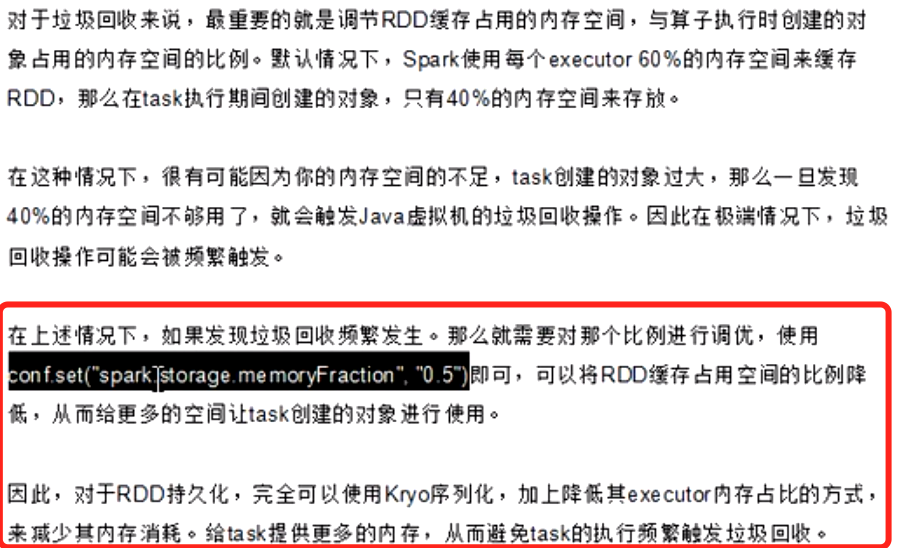 对于垃圾回收来说，最重要的就是调节RDD缓存占用的内存空间，与算子执行时创建的对
象占用的内存空间的比例。默认情况下，Spark使用每个executor 60%的内存空间来缓存
RDD，那么在task执行期间创建的对象，只有40%的内存空间来存放。
在这种情况下，很有可能因为你的内存空间的不足，task创建的对象过大，那么一旦发现
40%的内存空间不够用了，就会触发Java虚拟机的垃圾回收操作。因此在极端情况下，垃圾
回收操作可能会被频繁触发。
在上述情况下，如果发现垃圾回收频繁发生。那么就需要对那个比例进行调优，使用
conf.set("spark.storage.memoryFraction", "0.5")即可，可以将RDD缓存占用空间的比例降
低，从而给更多的空间让task创建的对象进行使用。
因此，对于RDD持久化，完全可以使用Kryo序列化，加上降低其executor内存占比的方式，
来减少其内存消耗。给task提供更多的内存，从而避免task的执行频繁触发垃圾回收。